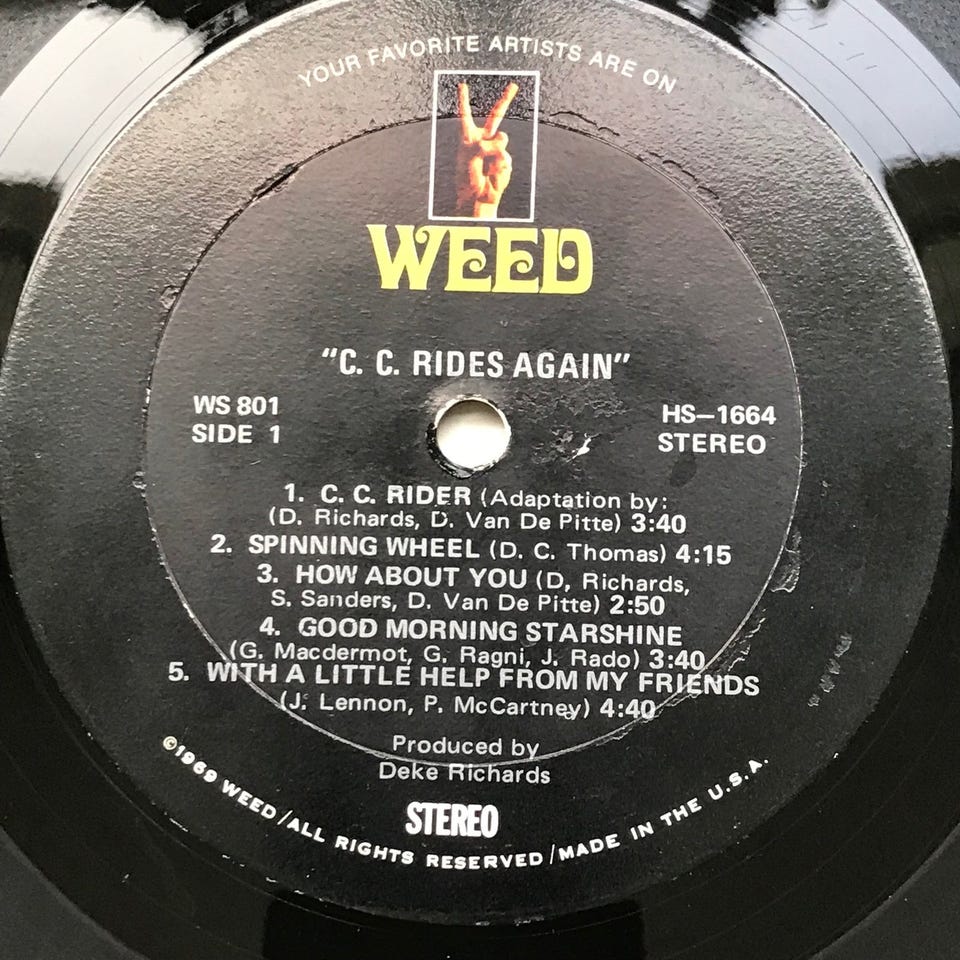 YOUR FAVORITE ARTISTS ARE ON
WEED
"C. C. RIDES AGAIN"
WS 801
SIDE 1
HS–1664
STEREO
1. C. C. RIDER (Adaptation by:
(D. Richards, D. Van De Pitte) 3:40
2. SPINNING WHEEL (D. C. Thomas) 4:15
3. HOW ABOUT YOU (D, Richards,
S. Sanders, D. Van De Pitte) 2:50
4. GOOD MORNING STARSHINE
(G. Macdermot, G. Ragni, J. Rado) 3:40
5. WITH A LITTLE HELP FROM MY FRIENDS
(J. Lennon, P. McCartney) 4:40
Produced by
Deke Richards
STEREO
©1969 WEED/ALL RIGHTS RESERVED/MADE IN THE U.S.A.